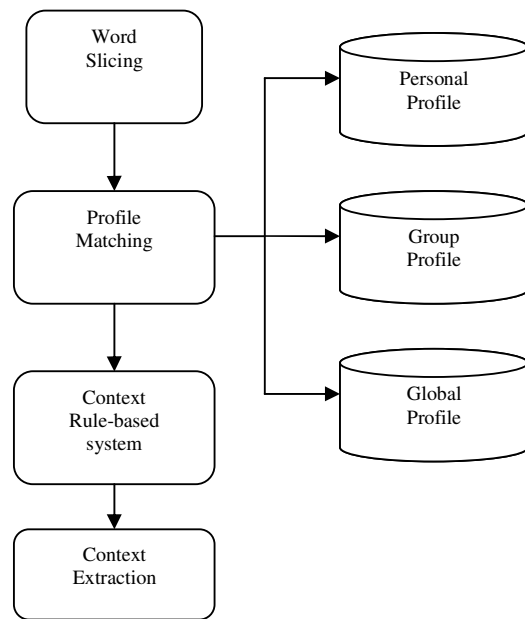 Word
Slicing
Personal
Profile
Profile
Matching
Group
Profile
Context
Rule-based
system
Global
Profile
Context
Extraction